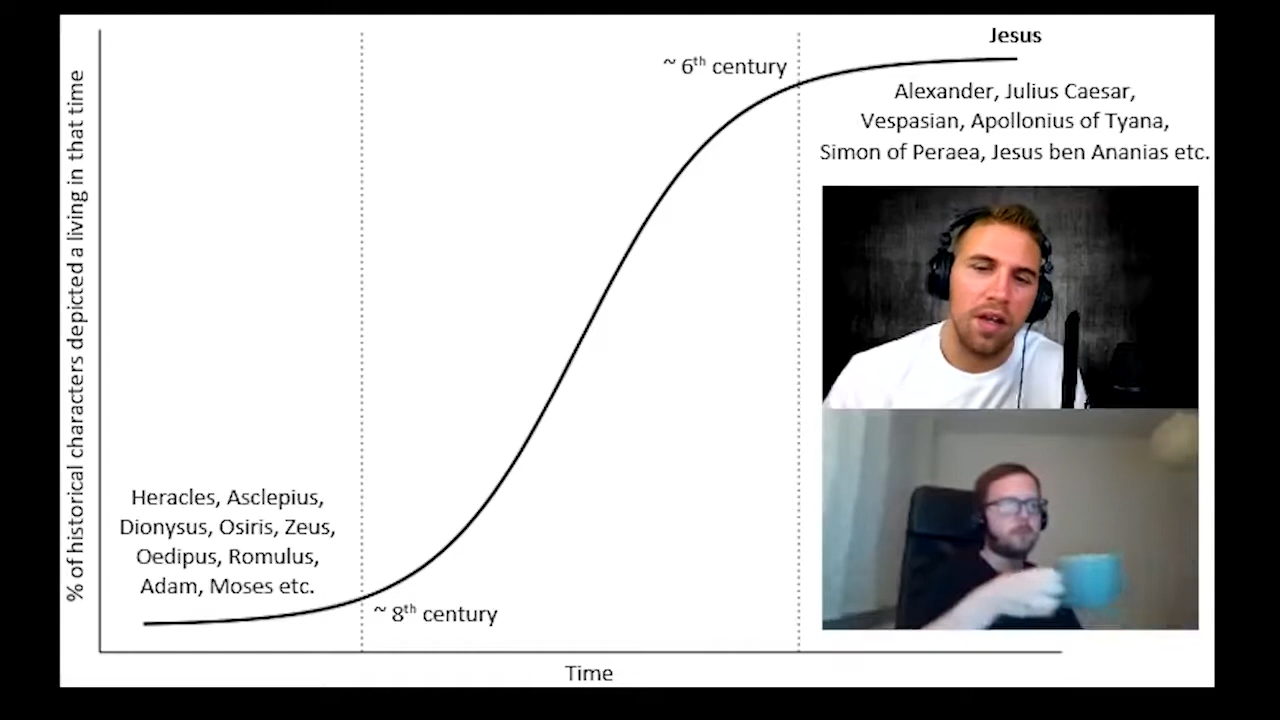 Jesus
~ 6th century
Alexander, Julius Caesar,
Vespasian, Apollonius of Tyana,
Simon of Peraea, Jesus ben Ananias etc.
% of historical characters depicted a living in that time
Heracles, Asclepius,
Dionysus, Osiris, Zeus,
Oedipus, Romulus,
Adam, Moses etc.
~ 8th century
Time